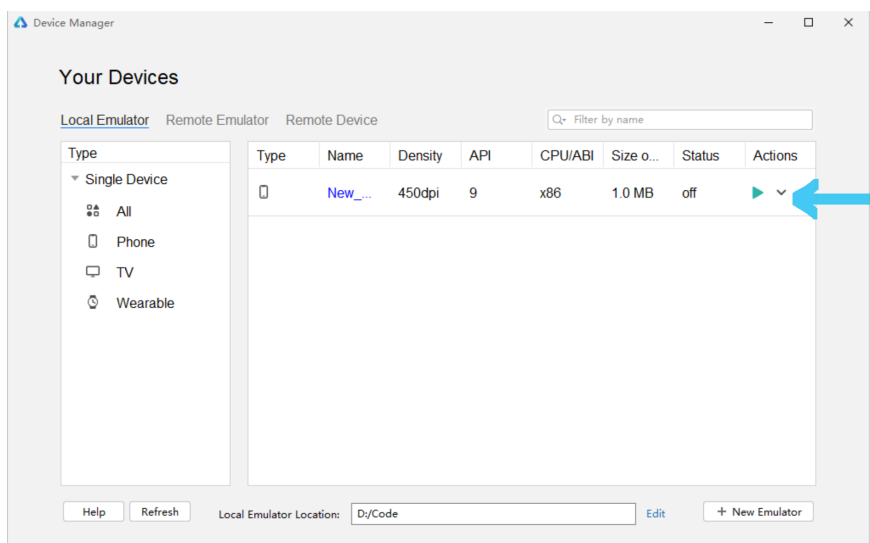 Device Manager
Your Devices
Local Emulator Remote Emulator Remote Device Filter by name
Type
Single Device
All
Phone
TV
Wearable
Type Name Density API CPU/ABI Size o... Status Actions
New_... 450dpi 9 x86 1.0 MB off
Help Refresh Local Emulator Location: D:/Code Edit + New Emulator